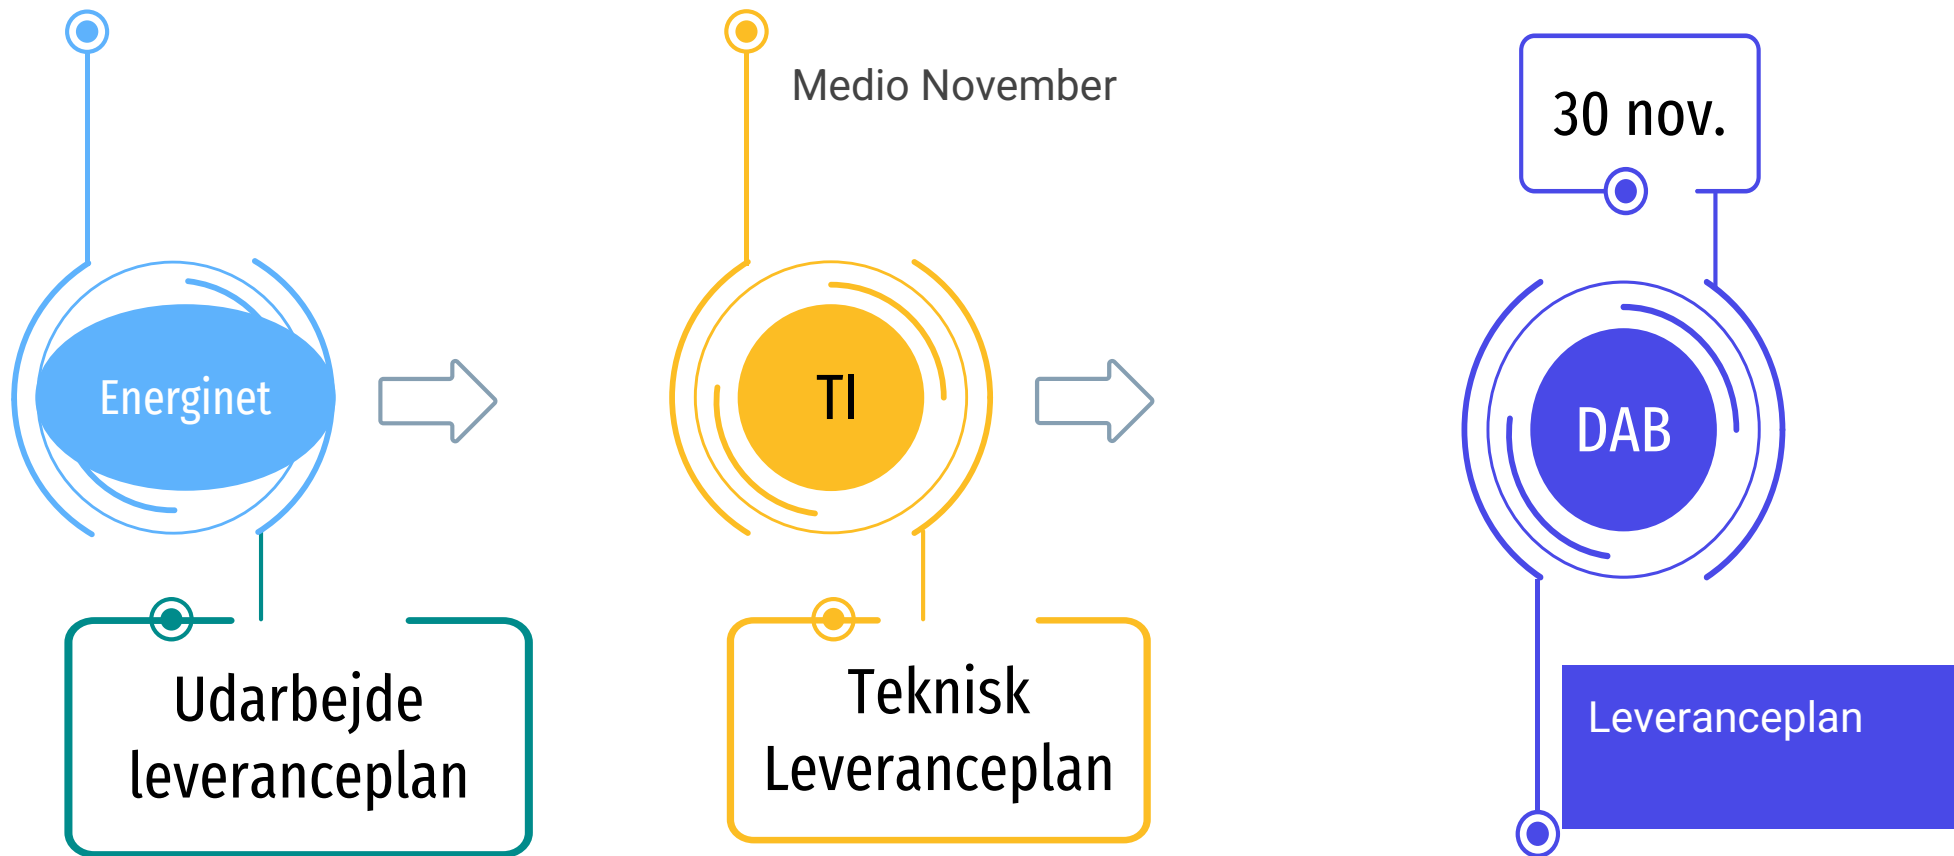 Medio November
30 nov.
Energinet
TI
DAB
Udarbejde
leveranceplan
Teknisk
Leveranceplan
Leveranceplan